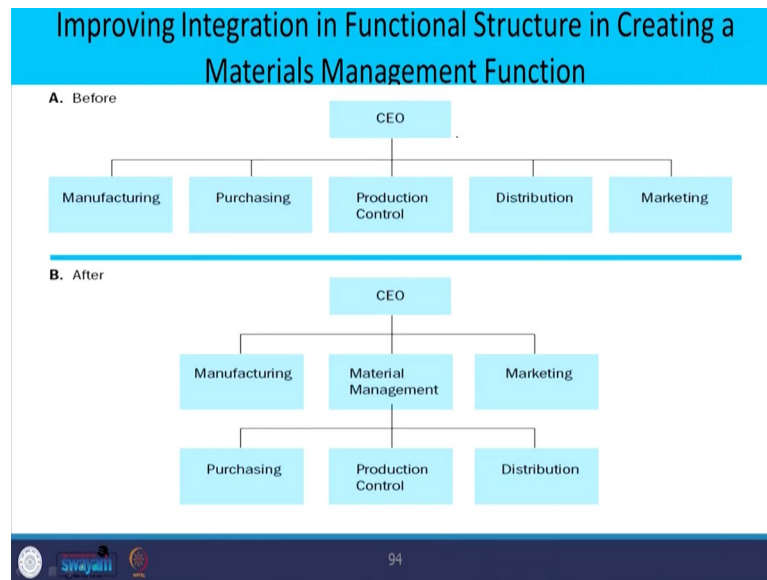 Improving Integration in Functional Structure in Creating a
Materials Management Function
A. Before
CEO
Manufacturing
Purchasing
Production
Control
Distribution
Marketing
B. After
CEO
Manufacturing
Material
Management
Marketing
Purchasing
Production
Control
Distribution
swayam
94